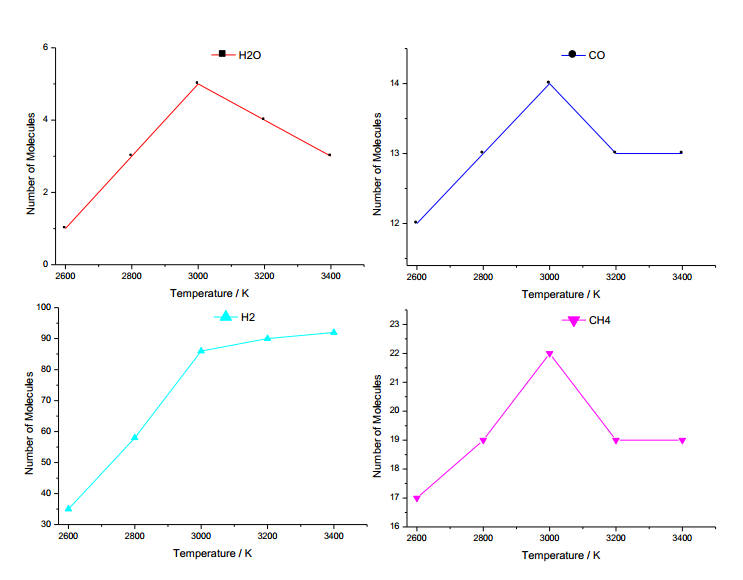 H2O
6
4
2
0
Number of Molecules
2600 2800 3000 3200 3400
Temperature / K
CO
14
13
12
Number of Molecules
2600 2800 3000 3200 3400
Temperature / K
H2
100
90
80
70
60
50
40
30
Number of Molecules
2600 2800 3000 3200 3400
Temperature / K
CH4
23
22
21
20
19
18
17
16
Number of Molecules
2600 2800 3000 3200 3400
Temperature / K